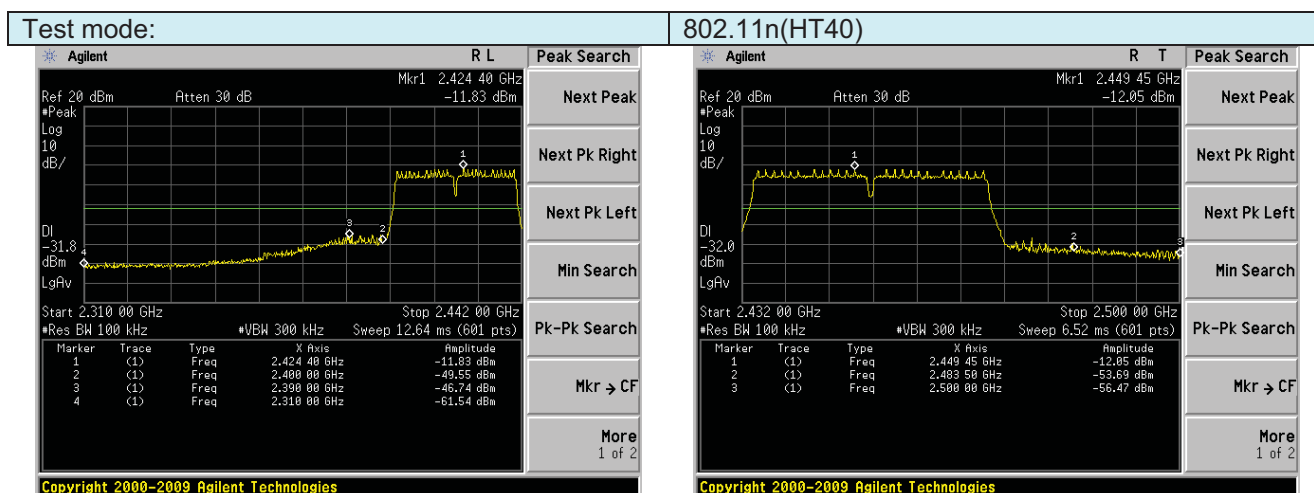 Test mode: 802.11n(HT40)
Agilent R L Peak Search
Mkr1 2.424 40 GHz
Ref 20 dBm Atten 30 dB -11.83 dBm
#Peak
Log
10
dB/
1
3
2
4
DI
-31.8
dBm
LgAv
Start 2.310 00 GHz Stop 2.442 00 GHz
#Res BW 100 kHz #VBW 300 kHz Sweep 12.64 ms (601 pts)
Marker Trace Type X Axis Amplitude
1 (1) Freq 2.424 40 GHz -11.83 dBm
2 (1) Freq 2.400 00 GHz -49.55 dBm
3 (1) Freq 2.390 00 GHz -46.74 dBm
4 (1) Freq 2.310 00 GHz -61.54 dBm
Next Peak
Next Pk Right
Next Pk Left
Min Search
Pk-Pk Search
Mkr → CF
More
1 of 2
Copyright 2000-2009 Agilent Technologies
Agilent R T Peak Search
Mkr1 2.449 45 GHz
Ref 20 dBm Atten 30 dB -12.05 dBm
#Peak
Log
10
dB/
1
2
3
DI
-32.0
dBm
LgAv
Start 2.432 00 GHz Stop 2.500 00 GHz
#Res BW 100 kHz #VBW 300 kHz Sweep 6.52 ms (601 pts)
Marker Trace Type X Axis Amplitude
1 (1) Freq 2.449 45 GHz -12.05 dBm
2 (1) Freq 2.483 50 GHz -53.69 dBm
3 (1) Freq 2.500 00 GHz -56.47 dBm
Next Peak
Next Pk Right
Next Pk Left
Min Search
Pk-Pk Search
Mkr → CF
More
1 of 2
Copyright 2000-2009 Agilent Technologies